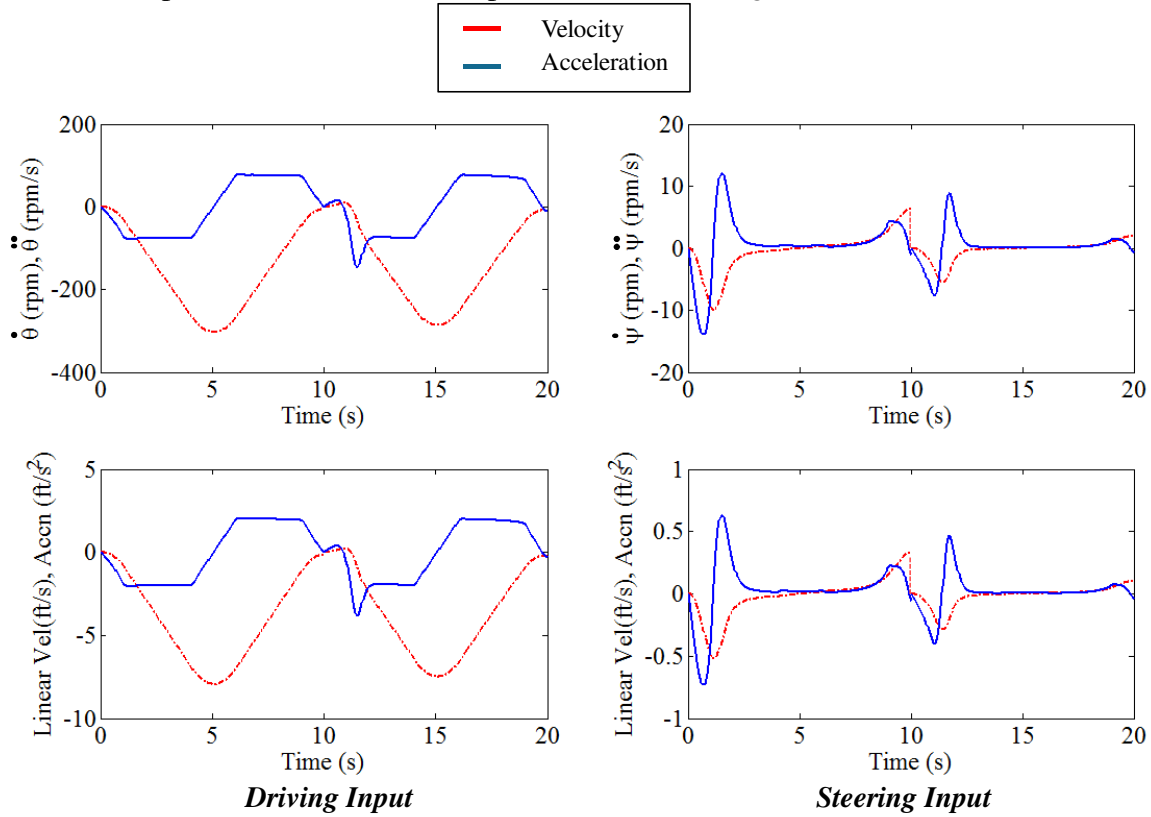 Velocity
Acceleration
200
0
-200
-400
θ̇ (rpm), θ̈ (rpm/s)
0 5 10 15 20
Time (s)
20
10
0
-10
-20
ψ̇ (rpm), ψ̈ (rpm/s)
0 5 10 15 20
Time (s)
5
0
-5
-10
Linear Vel(ft/s), Accn (ft/s²)
0 5 10 15 20
Time (s)
Driving Input
1
0.5
0
-0.5
-1
Linear Vel(ft/s), Accn (ft/s²)
0 5 10 15 20
Time (s)
Steering Input